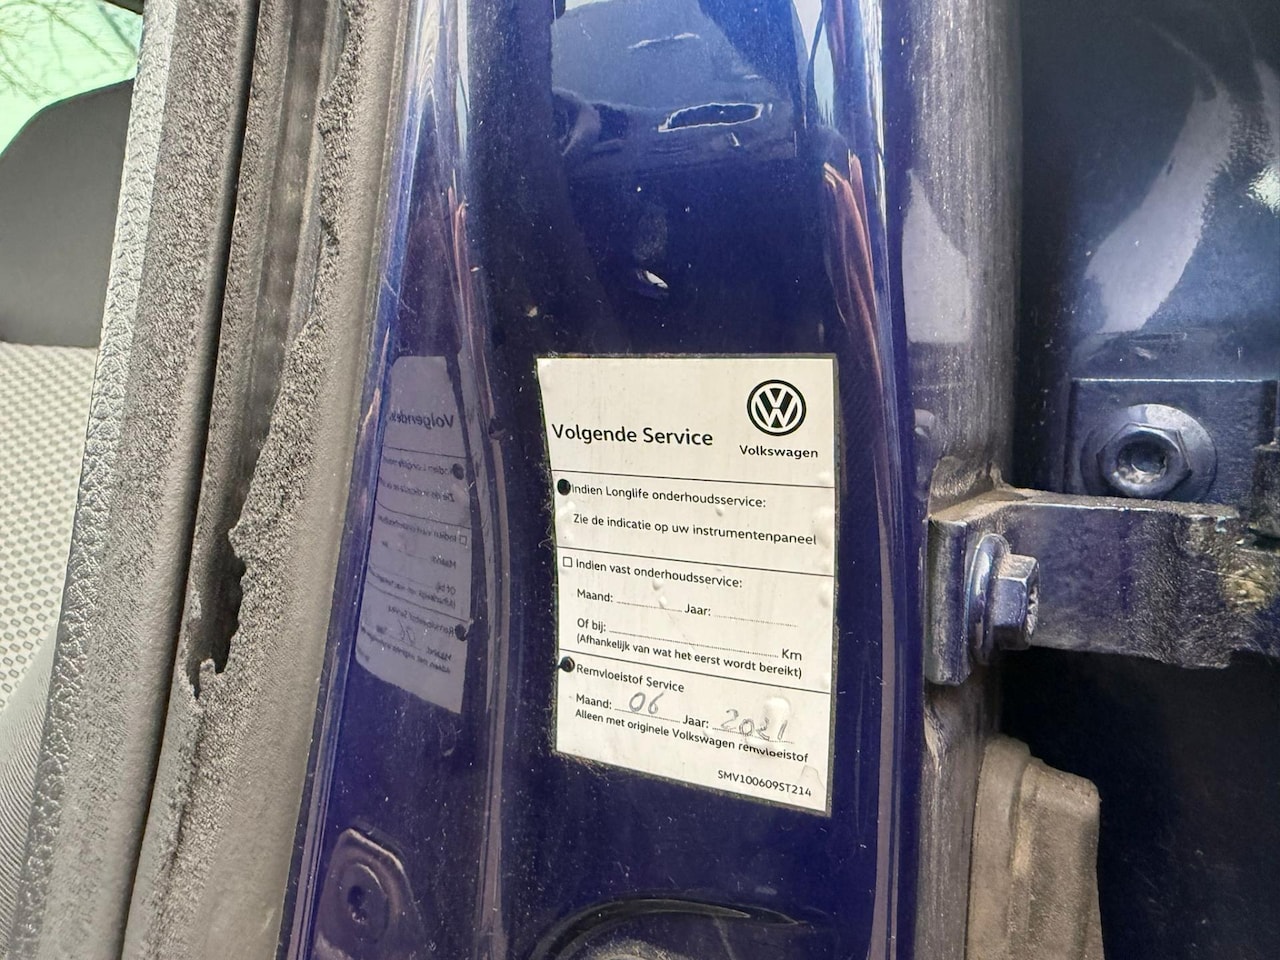 Volgende Service
Volkswagen
Indien Longlife onderhoudsservice:
Zie de indicatie op uw instrumentenpaneel
Indien vast onderhoudsservice:
Maand: Jaar:
Of bij: Km
(Afhankelijk van wat het eerst wordt bereikt)
Remvloeistof Service
Maand: 06 Jaar: 2021
Alleen met originele Volkswagen remvloeistof
SMV100609ST214